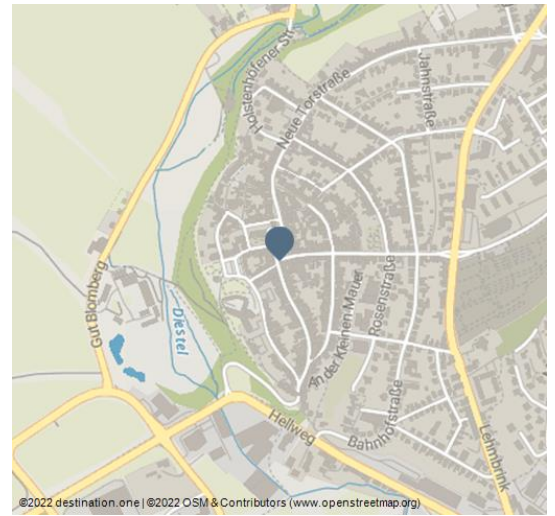 Holstenhöfener Str.
Neue Torstraße
Jahnstraße
Gut Blomberg
Diestel
An der Kleinen Mauer
Rosenstraße
Hellweg
Bahnhofstraße
Lehmbrink
©2022 destination.one | ©2022 OSM & Contributors (www.openstreetmap.org)